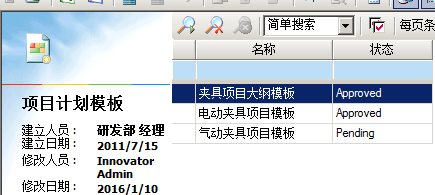 简单搜索
每页条
名称 状态
夹具项目大纲模板 Approved
电动夹具项目模板 Approved
气动夹具项目模板 Pending
项目计划模板
建立人员： 研发部 经理
建立日期： 2011/7/15
修改人员： Innovator
Admin
修改日期： 2016/1/10